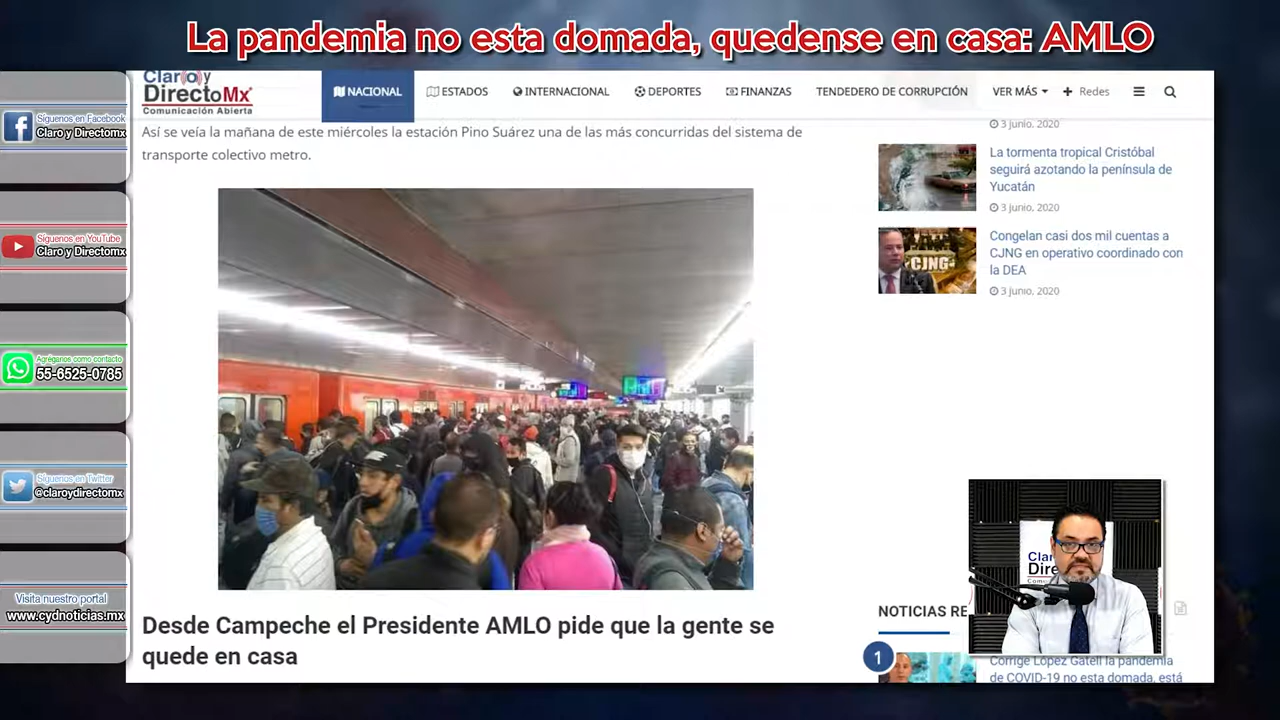 La pandemia no esta domada, quedense en casa: AMLO
Claro y
DirectoMx
Comunicación Abierta
NACIONAL
ESTADOS
INTERNACIONAL
DEPORTES
FINANZAS
TENDEDERO DE CORRUPCIÓN
VER MÁS
Redes
Así se veía la mañana de este miércoles la estación Pino Suárez una de las más concurridas del sistema de
transporte colectivo metro.
Desde Campeche el Presidente AMLO pide que la gente se
quede en casa
3 junio, 2020
La tormenta tropical Cristóbal
seguirá azotando la península de
Yucatán
3 junio, 2020
CJNG
Congelan casi dos mil cuentas a
CJNG en operativo coordinado con
la DEA
3 junio, 2020
NOTICIAS RE
1
Corrige López Gatell la pandemia
de COVID-19 no esta domada, está
Síguenos en Facebook
Claro y Directomx
Síguenos en YouTube
Claro y Directomx
Agréganos como contacto
55-6525-0785
Síguenos en Twitter
@claroydirectomx
Visita nuestro portal
www.cydnoticias.mx